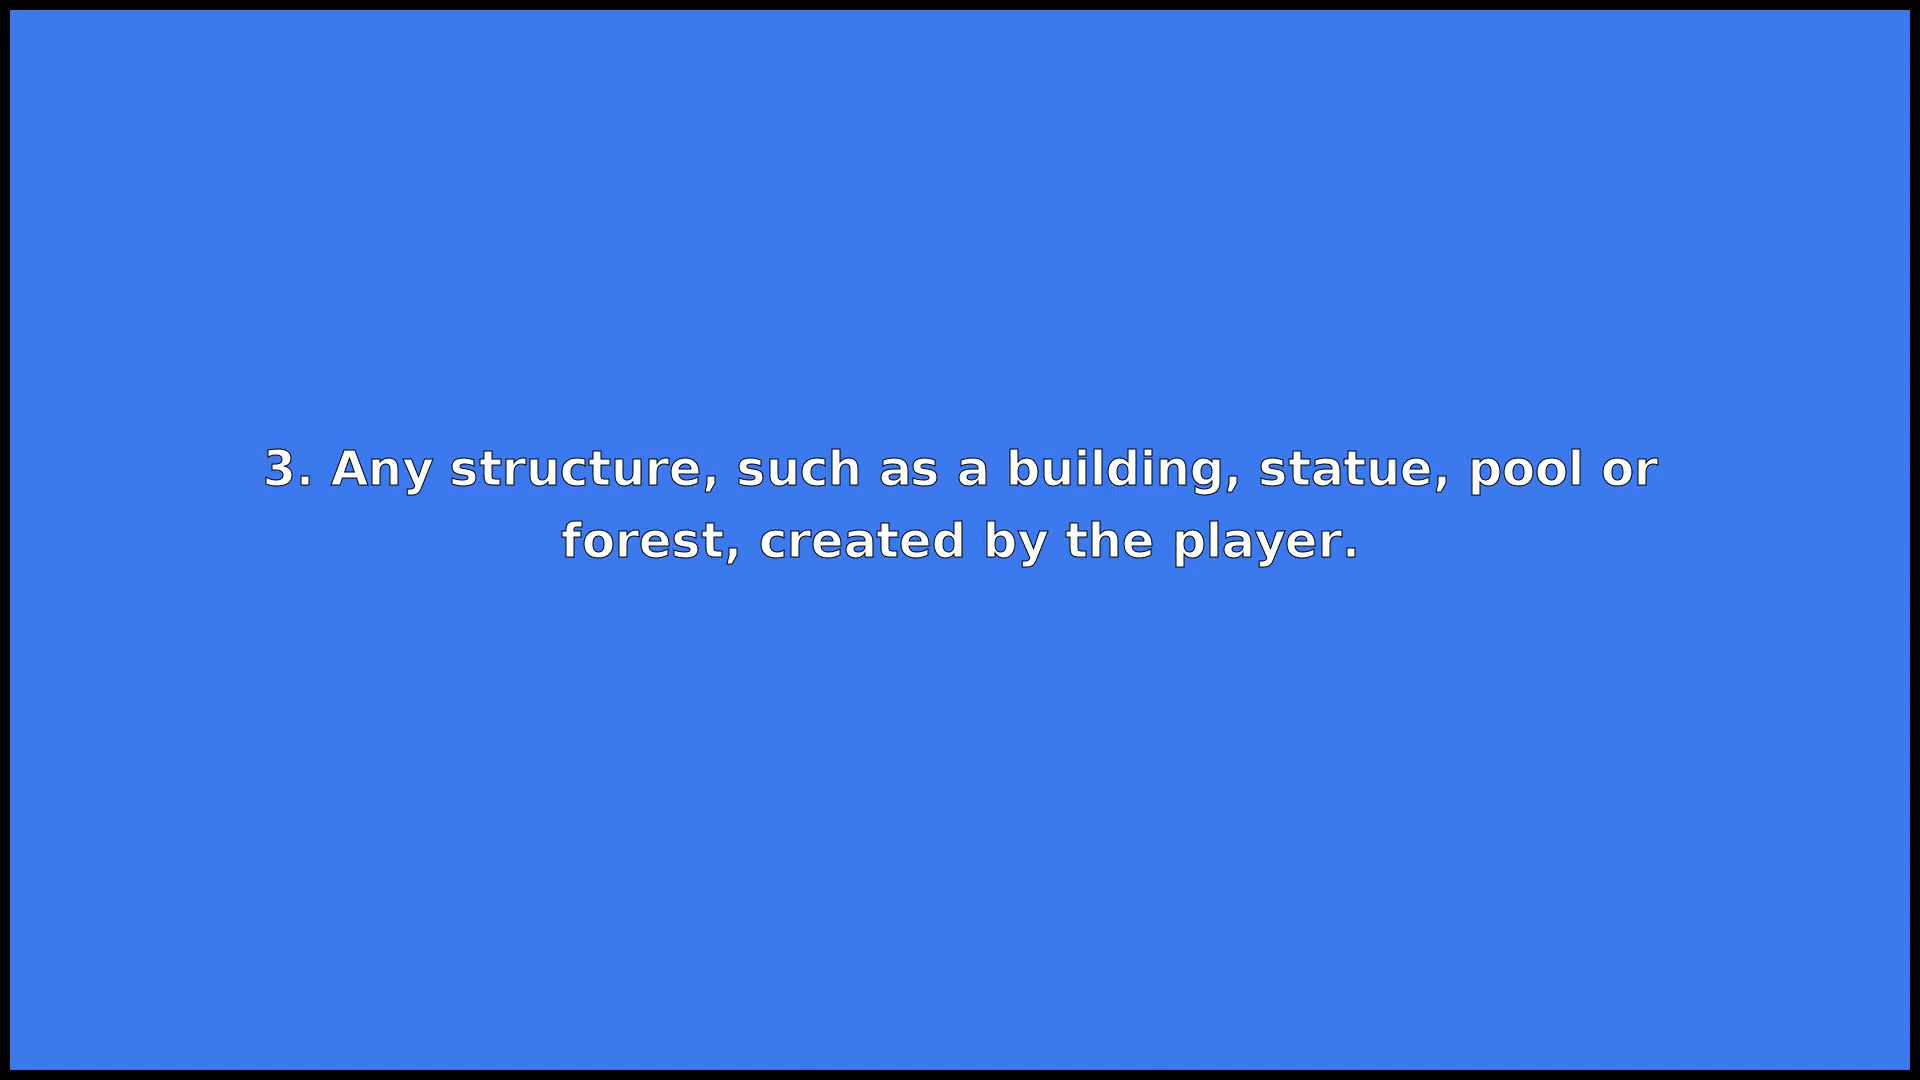 3. Any structure, such as a building, statue, pool or
forest, created by the player.